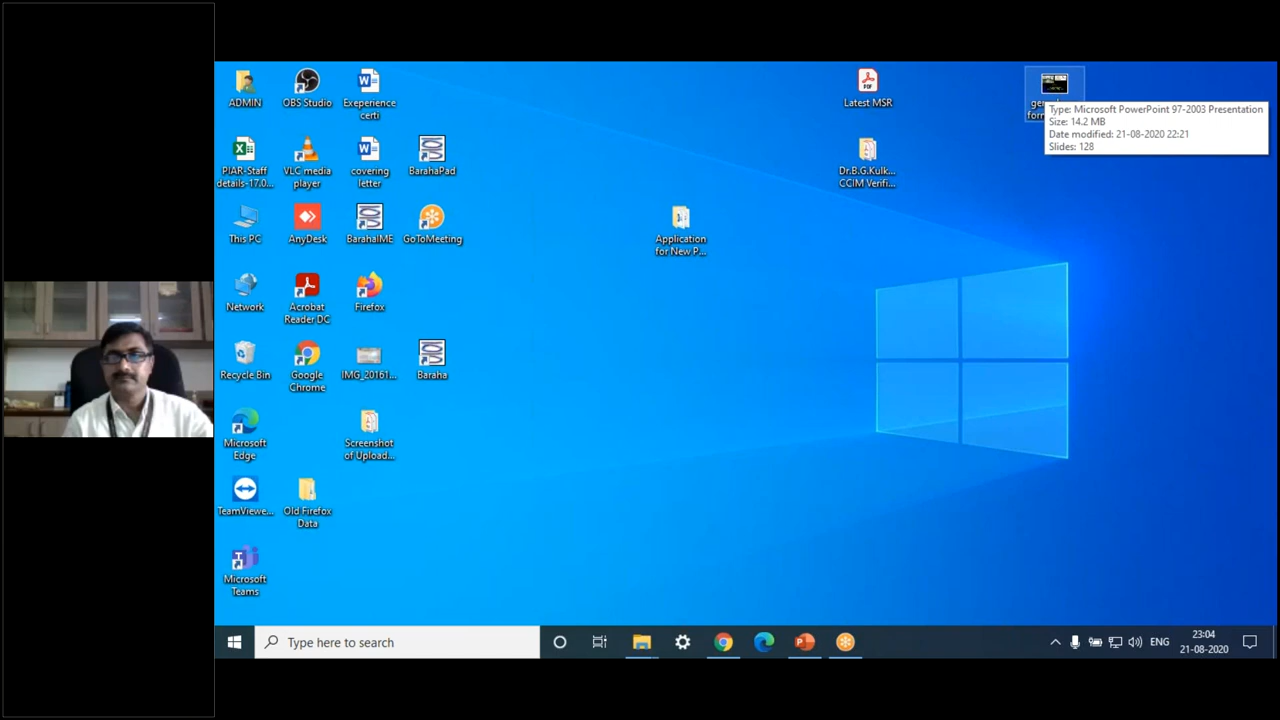 ADMIN
OBS Studio
Exepenience
certi
Latest MSR
Type: Microsoft PowerPoint 97-2003 Presentation
Size: 14.2 MB
Date modified: 21-08-2020 22:21
Slides: 128
PIAR-Staff
details-17.0...
VLC media
player
covering
letter
BarahaPad
Dr.B.G.Kulk...
CCIM Verifi...
This PC
AnyDesk
BarahaIME
GoToMeeting
Application
for New P...
Network
Acrobat
Reader DC
Firefox
Recycle Bin
Google
Chrome
IMG_20161...
Baraha
Microsoft
Edge
Screenshot
of Upload...
TeamViewe...
Old Firefox
Data
Microsoft
Teams
Type here to search
ENG
23:04
21-08-2020